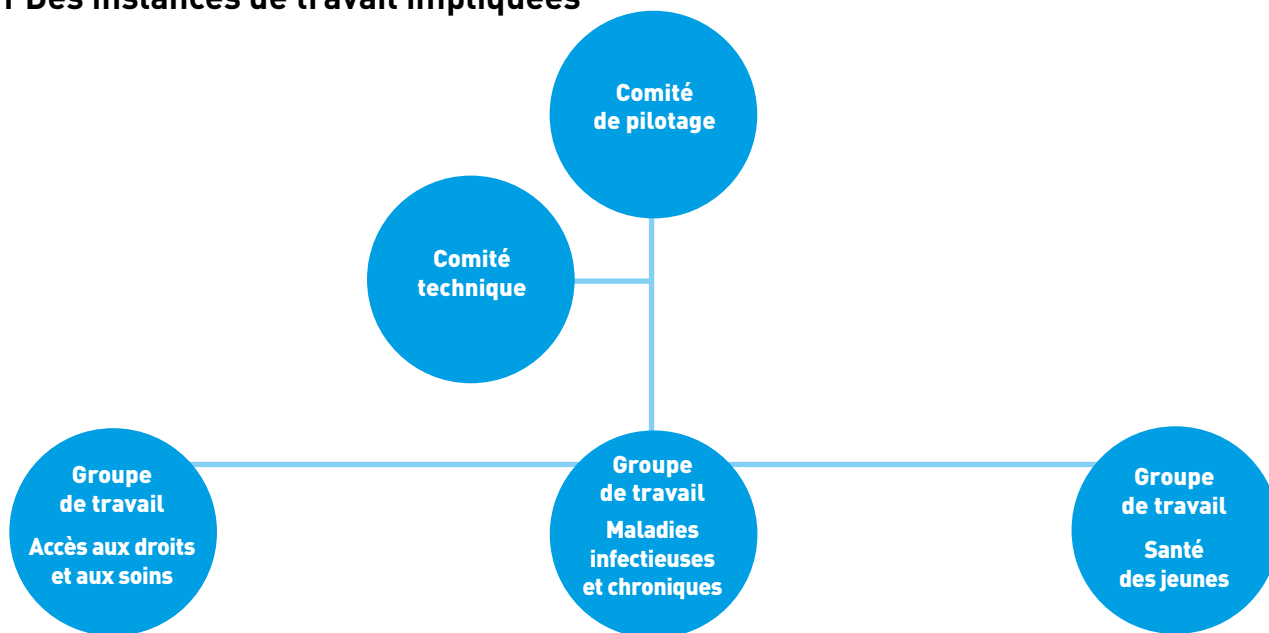 Des instances de travail impliquées
Comité
de pilotage
Comité
technique
Groupe
de travail
Accès aux droits
et aux soins
Groupe
de travail
Maladies
infectieuses
et chroniques
Groupe
de travail
Santé
des jeunes